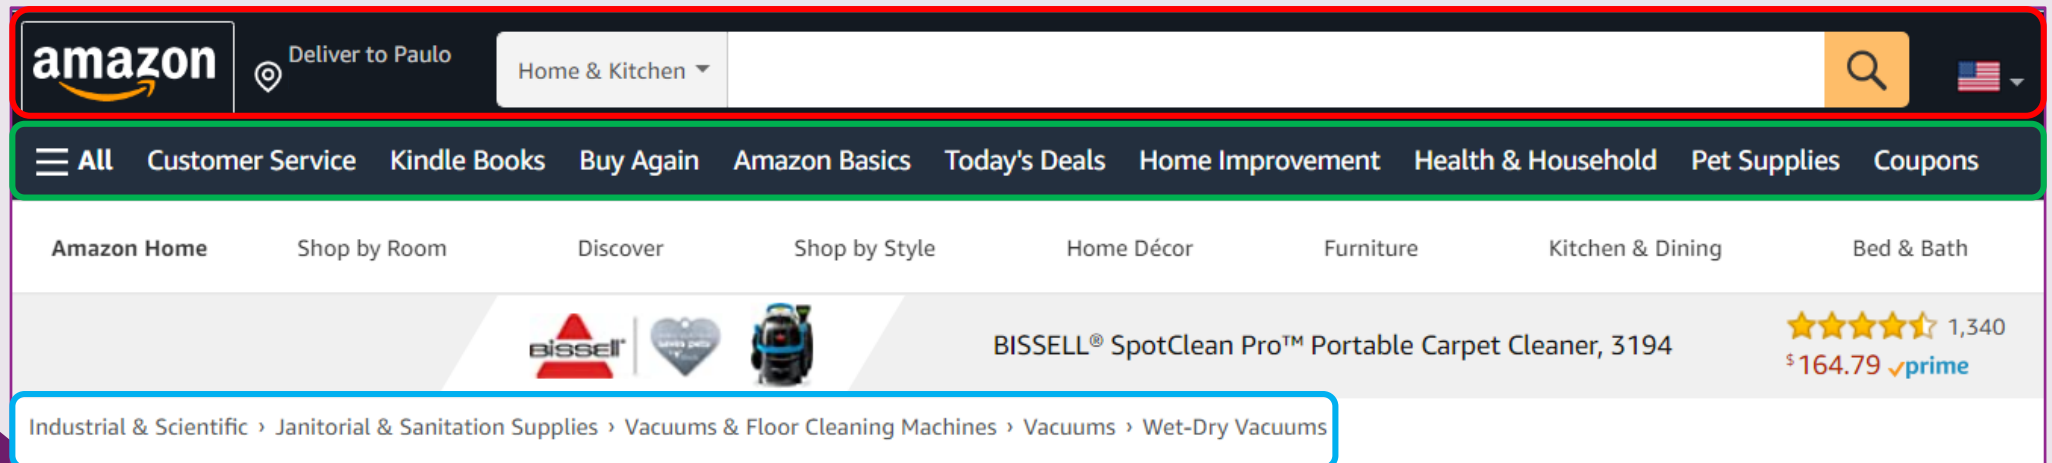 amazon
Deliver to Paulo
Home & Kitchen
All Customer Service Kindle Books Buy Again Amazon Basics Today's Deals Home Improvement Health & Household Pet Supplies Coupons
Amazon Home Shop by Room Discover Shop by Style Home Décor Furniture Kitchen & Dining Bed & Bath
BISSELL BISSELL® SpotClean Pro™ Portable Carpet Cleaner, 3194 1,340
$164.79 prime
Industrial & Scientific › Janitorial & Sanitation Supplies › Vacuums & Floor Cleaning Machines › Vacuums › Wet-Dry Vacuums